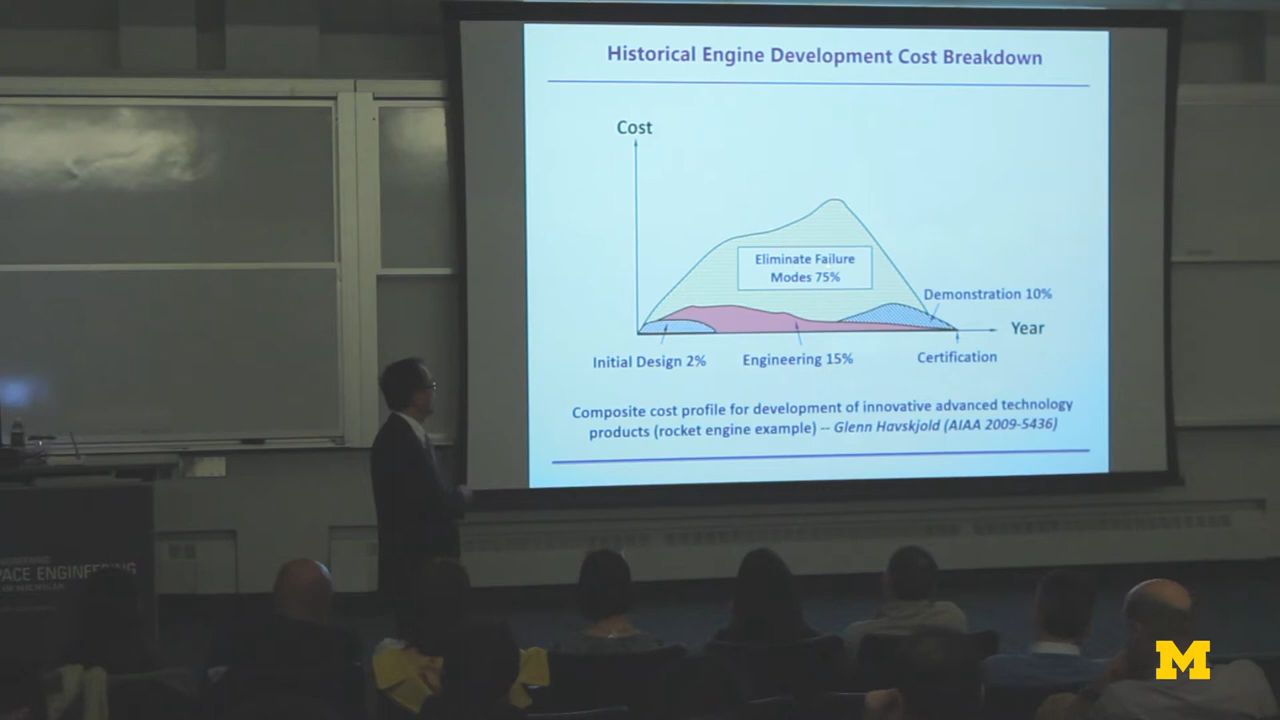 Historical Engine Development Cost Breakdown
Cost
Eliminate Failure
Modes 75%
Demonstration 10%
Year
Initial Design 2%
Engineering 15%
Certification
Composite cost profile for development of innovative advanced technology
products (rocket engine example) -- Glenn Havskjold (AIAA 2009-5436)
PACE ENGINEERING
M